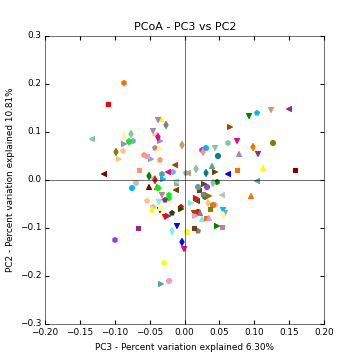 PCoA - PC3 vs PC2
PC2 - Percent variation explained 10.81%
0.3
0.2
0.1
0.0
−0.1
−0.2
−0.3
−0.20 −0.15 −0.10 −0.05 0.00 0.05 0.10 0.15 0.20
PC3 - Percent variation explained 6.30%